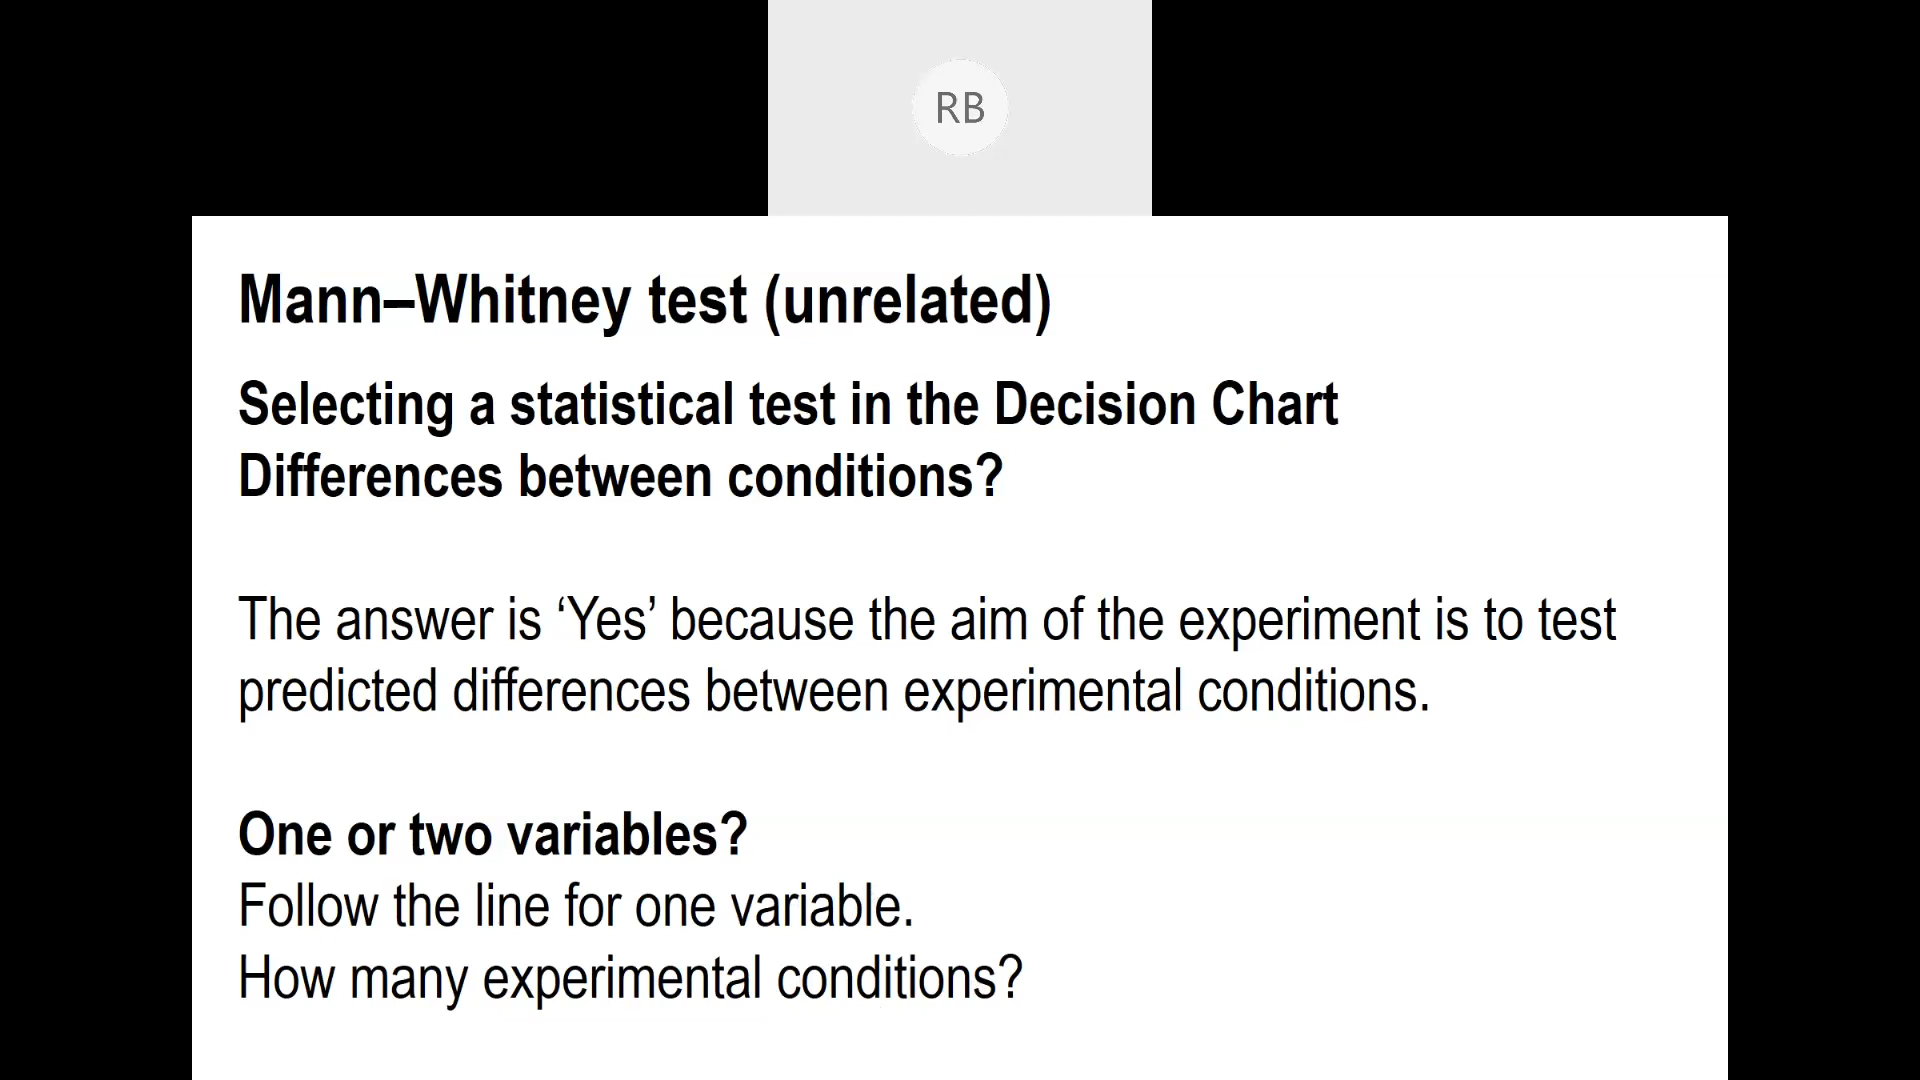 RB
Mann–Whitney test (unrelated)
Selecting a statistical test in the Decision Chart
Differences between conditions?
The answer is ‘Yes’ because the aim of the experiment is to test
predicted differences between experimental conditions.
One or two variables?
Follow the line for one variable.
How many experimental conditions?